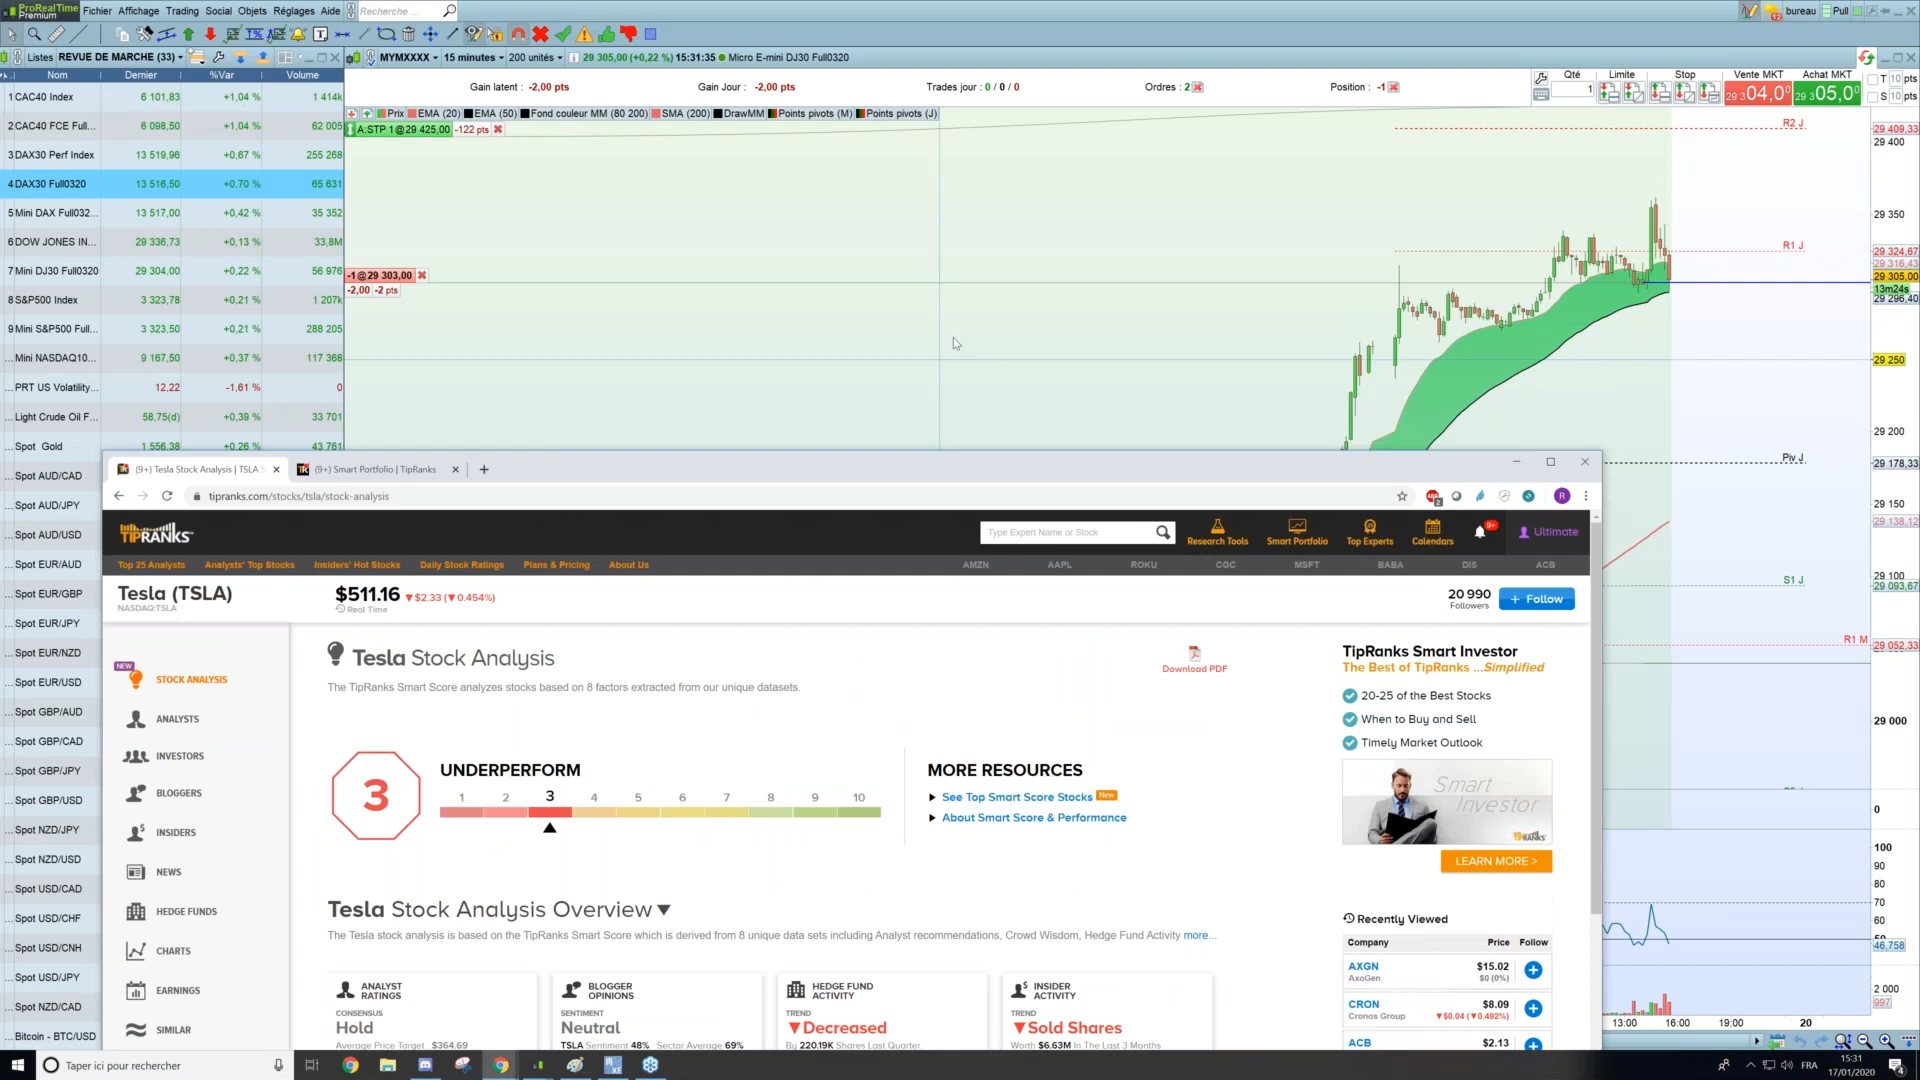 ProRealTime Premium Fichier Affichage Trading Social Objets Réglages Aide Recherche ... bureau Pull
Listes REVUE DE MARCHE (33) MYMXXXX 15 minutes 200 unités 29 305,00 (+0,22 %) 15:31:35 Micro E-mini DJ30 Full0320
Nom Dernier %Var Volume
1 CAC40 Index 6 101,83 +1,04 % 1 414k
2 CAC40 FCE Full... 6 098,50 +1,04 % 62 005
3 DAX30 Perf Index 13 519,96 +0,67 % 255 268
4 DAX30 Full0320 13 516,50 +0,70 % 65 631
5 Mini DAX Full032... 13 517,00 +0,42 % 35 352
6 DOW JONES IN... 29 336,73 +0,13 % 33,8M
7 Mini DJ30 Full0320 29 304,00 +0,22 % 56 976
8 S&P500 Index 3 323,78 +0,21 % 1 207k
9 Mini S&P500 Full... 3 323,50 +0,21 % 288 205
... Mini NASDAQ10... 9 167,50 +0,37 % 117 368
... PRT US Volatility... 12,22 -1,61 % 0
... Light Crude Oil F... 58,75(d) +0,39 % 33 701
... Spot Gold 1 556,38 +0,26 % 43 761
... Spot AUD/CAD
... Spot AUD/JPY
... Spot AUD/USD
... Spot EUR/AUD
... Spot EUR/GBP
... Spot EUR/JPY
... Spot EUR/NZD
... Spot EUR/USD
... Spot GBP/AUD
... Spot GBP/CAD
... Spot GBP/JPY
... Spot GBP/USD
... Spot NZD/JPY
... Spot NZD/USD
... Spot USD/CAD
... Spot USD/CHF
... Spot USD/CNH
... Spot USD/JPY
... Spot NZD/CAD
... Bitcoin - BTC/USD
Gain latent : -2,00 pts Gain Jour : -2,00 pts Trades jour : 0 / 0 / 0 Ordres : 2 Position : -1
Qté Limite Stop Vente MKT Achat MKT T 10 pts
1 29 304,0 0 29 305,0 0 S 10 pts
Prix EMA (20) EMA (50) Fond couleur MM (80 200) SMA (200) DrawMM Points pivots (M) Points pivots (J)
A:STP 1@29 425,00 -122 pts
-1@29 303,00
-2,00 -2 pts
R2 J 29 409,33
29 400
29 350
R1 J 29 324,67
29 316,43
29 305,00
13m24s
29 296,40
29 250
29 200
Piv J 29 178,33
29 150
29 138,12
29 100
S1 J 29 093,67
R1 M 29 052,33
29 000
0
100
90
80
70
60
50
46,758
2 000
997
13:00 16:00 19:00 20
(9+) Tesla Stock Analysis | TSLA S (9+) Smart Portfolio | TipRanks
tipranks.com/stocks/tsla/stock-analysis
R
TIPRANKS Type Expert Name or Stock Research Tools Smart Portfolio Top Experts Calendars 9+ Ultimate
Top 25 Analysts Analysts' Top Stocks Insiders' Hot Stocks Daily Stock Ratings Plans & Pricing About Us AMZN AAPL ROKU CGC MSFT BABA DIS ACB
Tesla (TSLA) $511.16 ▼$2.33 (▼0.454%) 20 990 + Follow
NASDAQ:TSLA Real Time Followers
NEW
STOCK ANALYSIS
ANALYSTS
INVESTORS
BLOGGERS
INSIDERS
NEWS
HEDGE FUNDS
CHARTS
EARNINGS
SIMILAR
Tesla Stock Analysis
The TipRanks Smart Score analyzes stocks based on 8 factors extracted from our unique datasets.
Download PDF
3
UNDERPERFORM
1 2 3 4 5 6 7 8 9 10
MORE RESOURCES
See Top Smart Score Stocks New
About Smart Score & Performance
Tesla Stock Analysis Overview ▼
The Tesla stock analysis is based on the TipRanks Smart Score which is derived from 8 unique data sets including Analyst recommendations, Crowd Wisdom, Hedge Fund Activity more...
ANALYST RATINGS
CONSENSUS
Hold
Average Price Target $364.69
BLOGGER OPINIONS
SENTIMENT
Neutral
TSLA Sentiment 48% Sector Average 69%
HEDGE FUND ACTIVITY
TREND
▼Decreased
By 220.19K Shares Last Quarter
INSIDER ACTIVITY
TREND
▼Sold Shares
Worth $6.63M In The Last 3 Months
TipRanks Smart Investor
The Best of TipRanks ...Simplified
20-25 of the Best Stocks
When to Buy and Sell
Timely Market Outlook
Smart Investor
TIPRANKS
LEARN MORE >
Recently Viewed
Company Price Follow
AXGN $15.02
AxoGen $0 (0%)
CRON $8.09
Cronos Group ▼$0.04 (▼0.492%)
ACB $2.13
Taper ici pour rechercher
FRA 15:31
17/01/2020 4